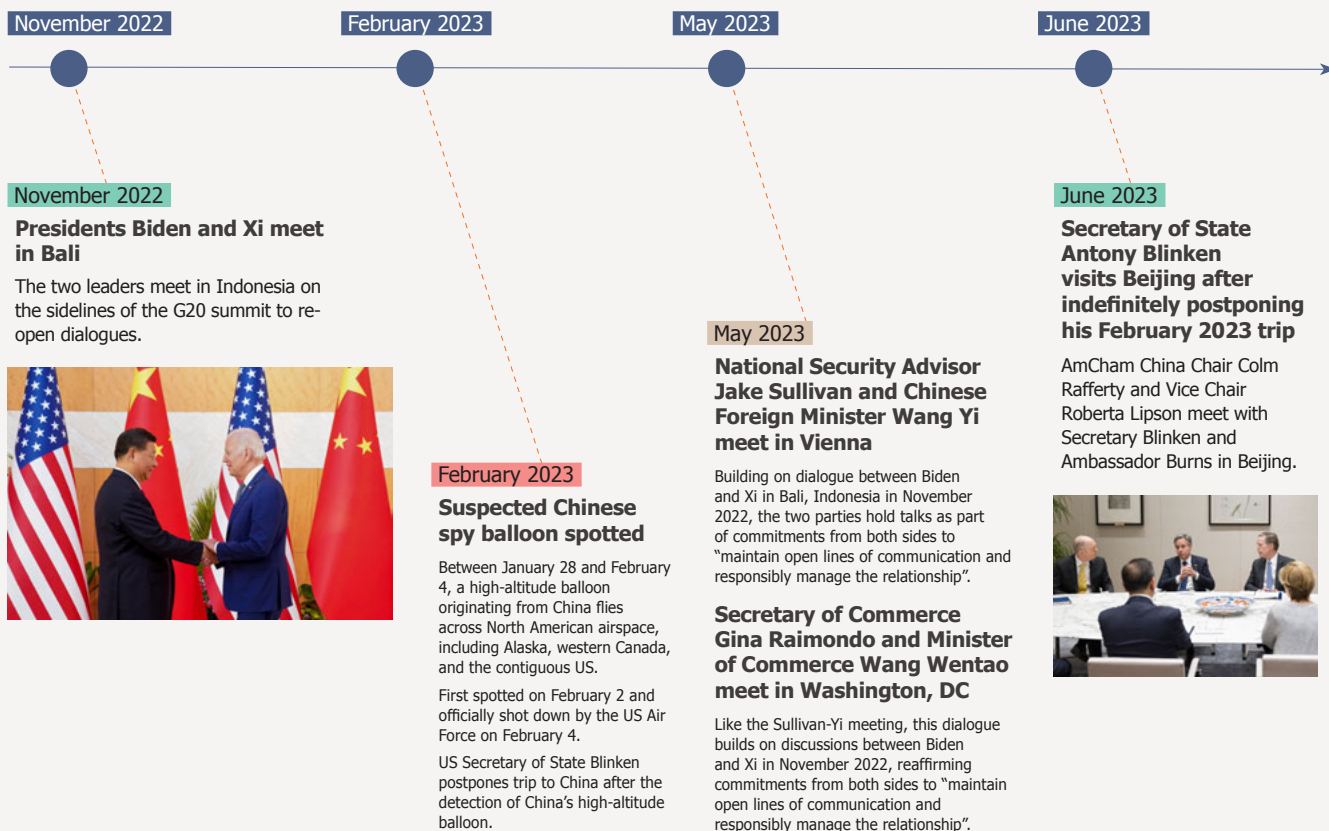 November 2022
February 2023
May 2023
June 2023
November 2022
Presidents Biden and Xi meet
in Bali
The two leaders meet in Indonesia on
the sidelines of the G20 summit to re-
open dialogues.
February 2023
Suspected Chinese
spy balloon spotted
Between January 28 and February
4, a high-altitude balloon
originating from China flies
across North American airspace,
including Alaska, western Canada,
and the contiguous US.
First spotted on February 2 and
officially shot down by the US Air
Force on February 4.
US Secretary of State Blinken
postpones trip to China after the
detection of China’s high-altitude
balloon.
May 2023
National Security Advisor
Jake Sullivan and Chinese
Foreign Minister Wang Yi
meet in Vienna
Building on dialogue between Biden
and Xi in Bali, Indonesia in November
2022, the two parties hold talks as part
of commitments from both sides to
“maintain open lines of communication and
responsibly manage the relationship”.
Secretary of Commerce
Gina Raimondo and Minister
of Commerce Wang Wentao
meet in Washington, DC
Like the Sullivan-Yi meeting, this dialogue
builds on discussions between Biden
and Xi in November 2022, reaffirming
commitments from both sides to “maintain
open lines of communication and
responsibly manage the relationship”.
June 2023
Secretary of State
Antony Blinken
visits Beijing after
indefinitely postponing
his February 2023 trip
AmCham China Chair Colm
Rafferty and Vice Chair
Roberta Lipson meet with
Secretary Blinken and
Ambassador Burns in Beijing.